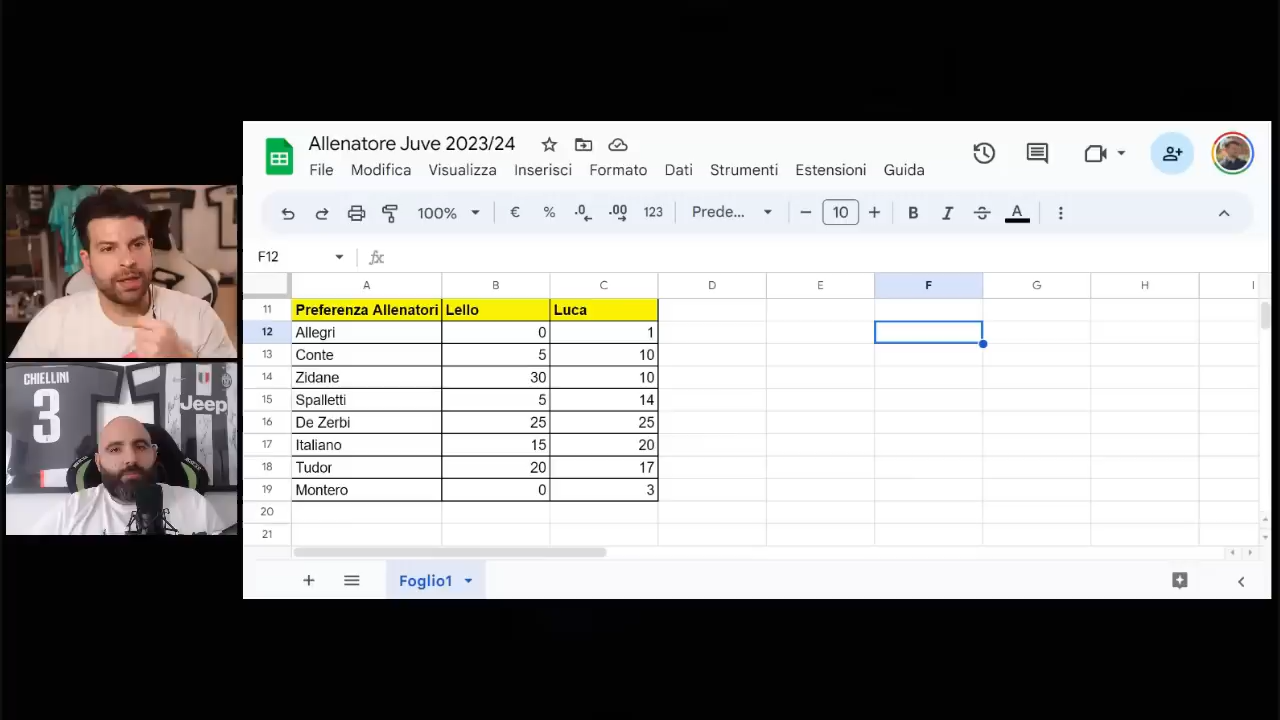 Allenatore Juve 2023/24
File Modifica Visualizza Inserisci Formato Dati Strumenti Estensioni Guida
100% € % .0 .00 123 Prede... 10 B I A
F12 fx
A B C D E F G H I
11 Preferenza Allenatori Lello Luca
12 Allegri 0 1
13 Conte 5 10
14 Zidane 30 10
15 Spalletti 5 14
16 De Zerbi 25 25
17 Italiano 15 20
18 Tudor 20 17
19 Montero 0 3
20
21
Foglio1
CHIELLINI
3
Jeep